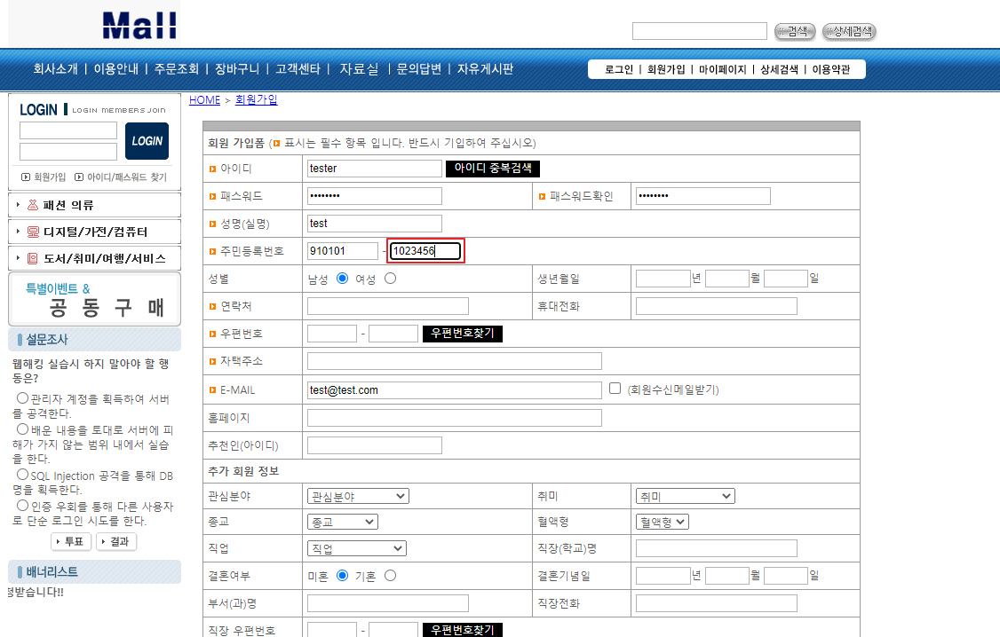 Mall
검색 상세검색
회사소개 | 이용안내 | 주문조회 | 장바구니 | 고객센타 | 자료실 | 문의답변 | 자유게시판
로그인 | 회원가입 | 마이페이지 | 상세검색 | 이용약관
LOGIN LOGIN MEMBERS JOIN
LOGIN
회원가입 아이디/패스워드 찾기
패션 의류
디지털/가전/컴퓨터
도서/취미/여행/서비스
특별이벤트 &
공 동 구 매
설문조사
웹해킹 실습시 하지 말아야 할 행
동은?
관리자 계정을 획득하여 서버
를 공격한다.
배운 내용을 토대로 서버에 피
해가 가지 않는 범위 내에서 실습
을 한다.
SQL Injection 공격을 통해 DB
명을 획득한다.
인증 우회를 통해 다른 사용자
로 단순 로그인 시도를 한다.
투표 결과
배너리스트
정받습니다!!
HOME > 회원가입
회원 가입폼 ( 표시는 필수 항목 입니다. 반드시 기입하여 주십시오)
아이디 tester 아이디 중복검색
패스워드 •••••••• 패스워드확인 ••••••••
성명(실명) test
주민등록번호 910101 - 1023456
성별 남성 여성 생년월일 년 월 일
연락처 휴대전화
우편번호 - 우편번호찾기
자택주소
E-MAIL test@test.com (회원수신메일받기)
홈페이지
추천인(아이디)
추가 회원 정보
관심분야 관심분야 취미 취미
종교 종교 혈액형 혈액형
직업 직업 직장(학교)명
결혼여부 미혼 기혼 결혼기념일 년 월 일
부서(과)명 직장전화
직장 우편번호 - 우편번호찾기